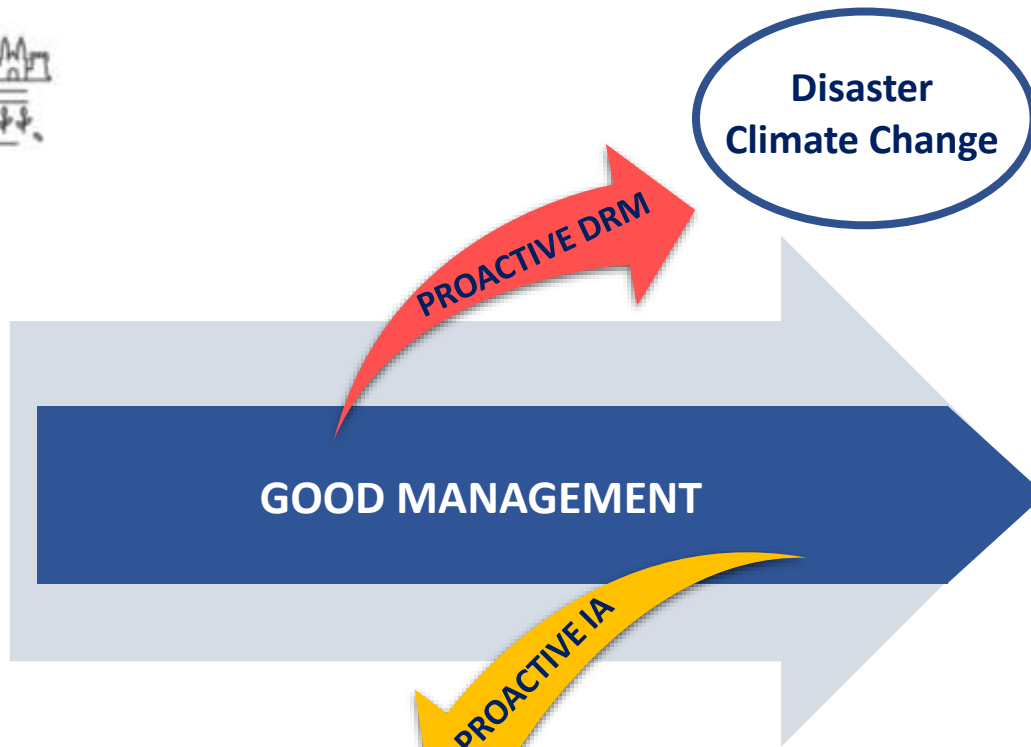 Disaster
Climate Change
PROACTIVE DRM
GOOD MANAGEMENT
PROACTIVE IA